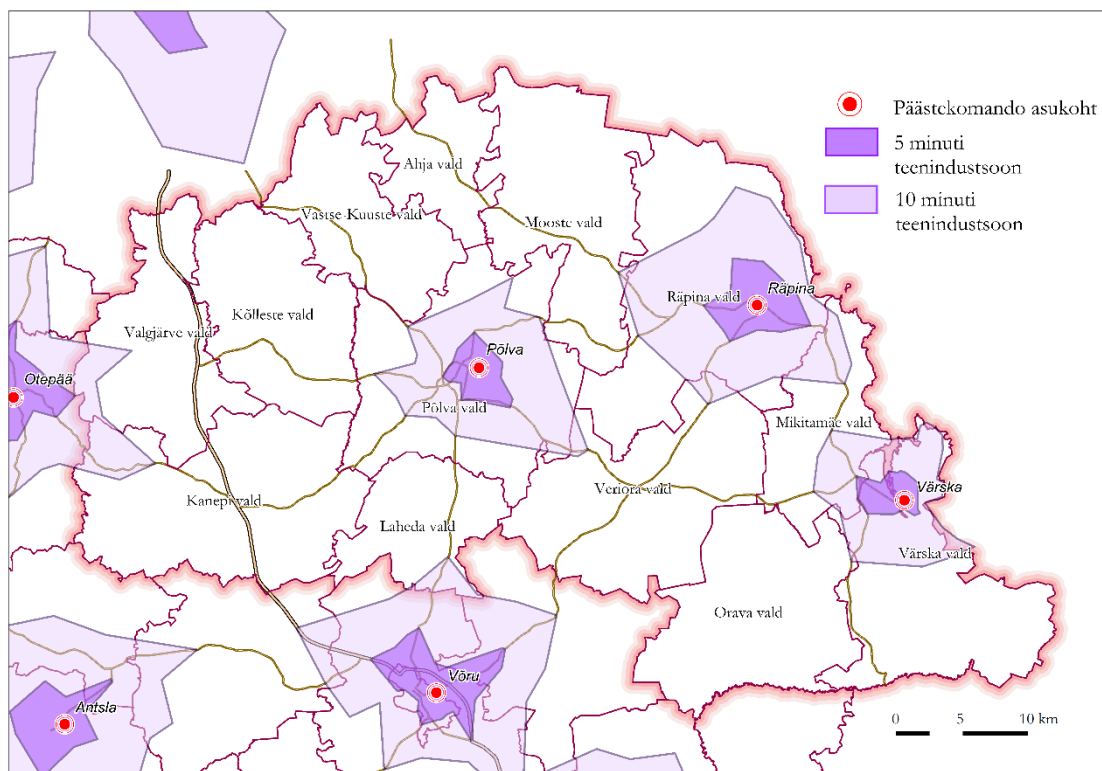 Päästekomando asukoht
5 minuti
teenindustsoon
10 minuti
teenindustsoon
Ahja vald
Vastse-Kuuste vald
Mooste vald
Räpina
Räpina vald
Kõlleste vald
Valgjärve vald
Põlva
Otepää
Põlva vald
Mikitamäe vald
Veriora vald
Värska
Kanepi vald
Laheda vald
Värska vald
Orava vald
Võru
Antsla
0 5 10 km